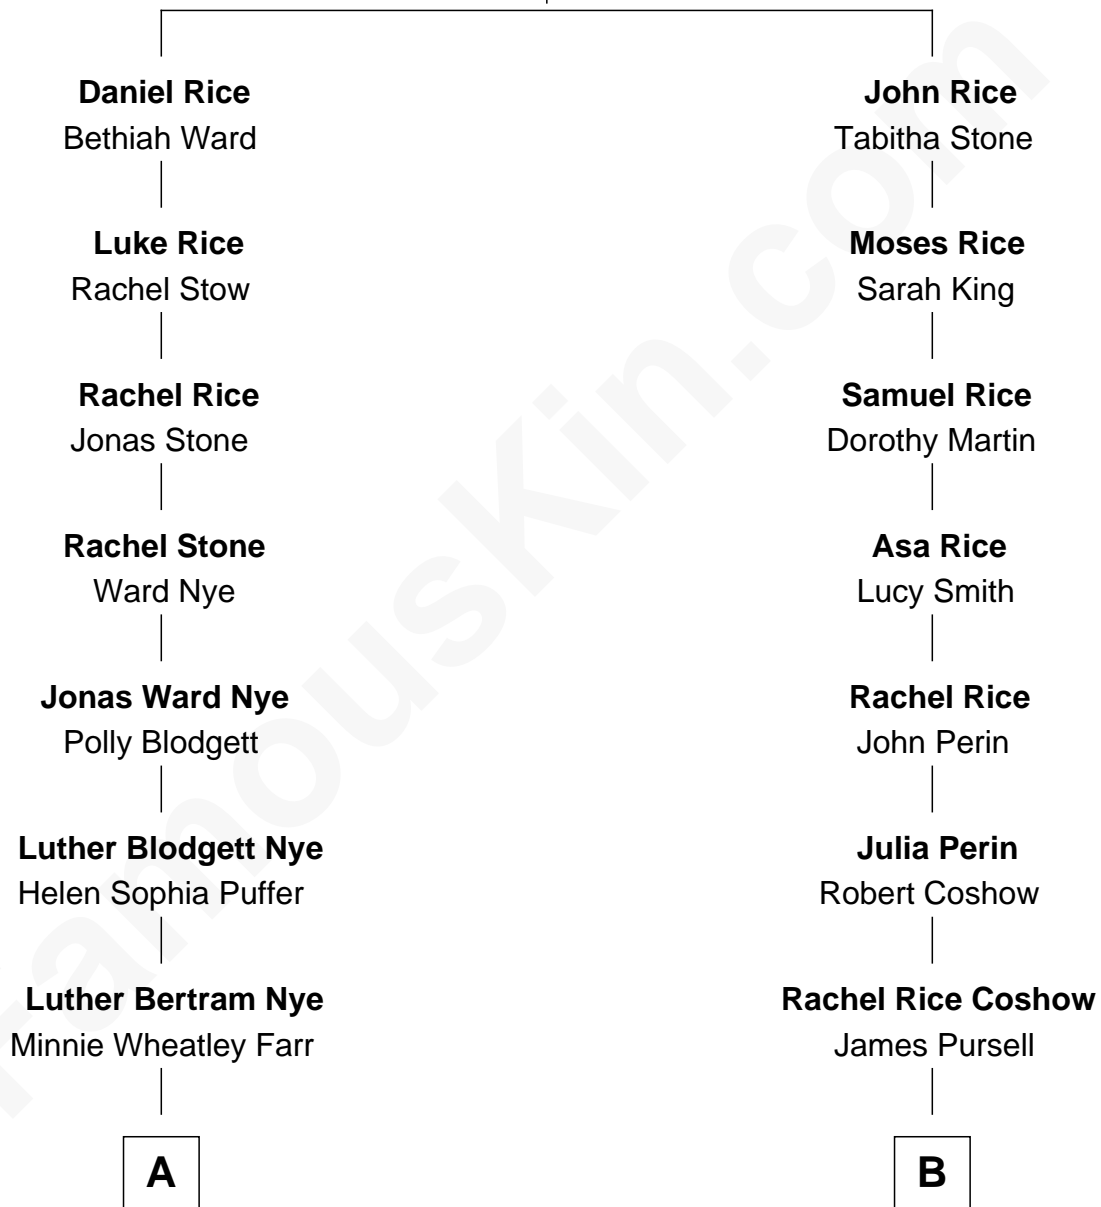 Daniel Rice
Bethiah Ward
Luke Rice
Rachel Stow
Rachel Rice
Jonas Stone
Rachel Stone
Ward Nye
Jonas Ward Nye
Polly Blodgett
Luther Blodgett Nye
Helen Sophia Puffer
Luther Bertram Nye
Minnie Wheatley Farr
A
John Rice
Tabitha Stone
Moses Rice
Sarah King
Samuel Rice
Dorothy Martin
Asa Rice
Lucy Smith
Rachel Rice
John Perin
Julia Perin
Robert Coshow
Rachel Rice Coshow
James Pursell
B
FamousKin.com